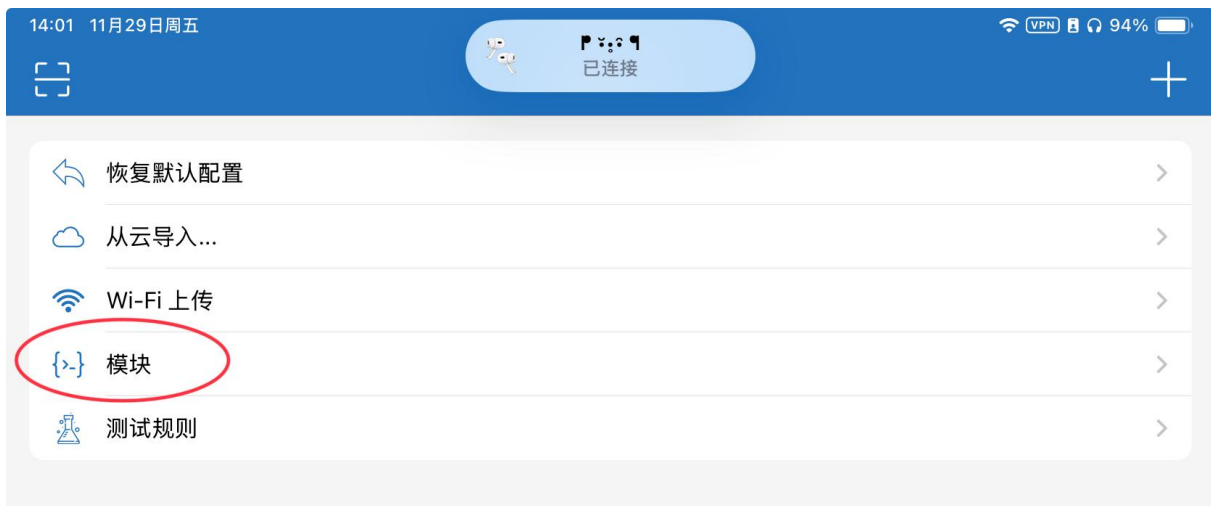 14:01 11月29日周五
VPN 94%
已连接
恢复默认配置
从云导入...
Wi-Fi 上传
模块
测试规则